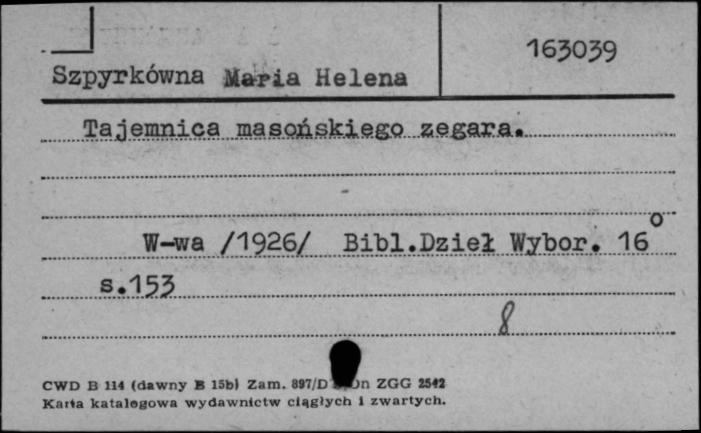 163039
Szpyrkówna Maria Helena
Tajemnica masońskiego zegara.
W-wa /1926/ Bibl.Dzieł Wybor. 16°
s.153
8
CWD B 114 (dawny B 15b) Zam. 897/D ZGG 2542
Karta katalogowa wydawnictw ciągłych i zwartych.